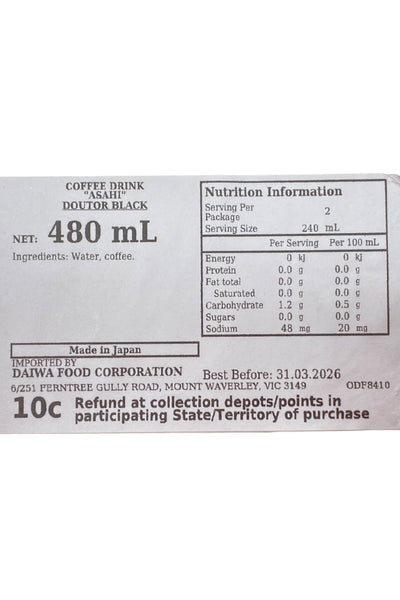 COFFEE DRINK
"ASAHI"
DOUTOR BLACK
NET: 480 mL
Ingredients: Water, coffee.
Nutrition Information
Serving Per Package 2
Serving Size 240 mL
Per Serving Per 100 mL
Energy 0 kJ 0 kJ
Protein 0.0 g 0.0 g
Fat total 0.0 g 0.0 g
Saturated 0.0 g 0.0 g
Carbohydrate 1.2 g 0.5 g
Sugars 0.0 g 0.0 g
Sodium 48 mg 20 mg
Made in Japan
IMPORTED BY
DAIWA FOOD CORPORATION Best Before: 31.03.2026
6/251 FERNTREE GULLY ROAD, MOUNT WAVERLEY, VIC 3149 ODF8410
10c Refund at collection depots/points in
participating State/Territory of purchase